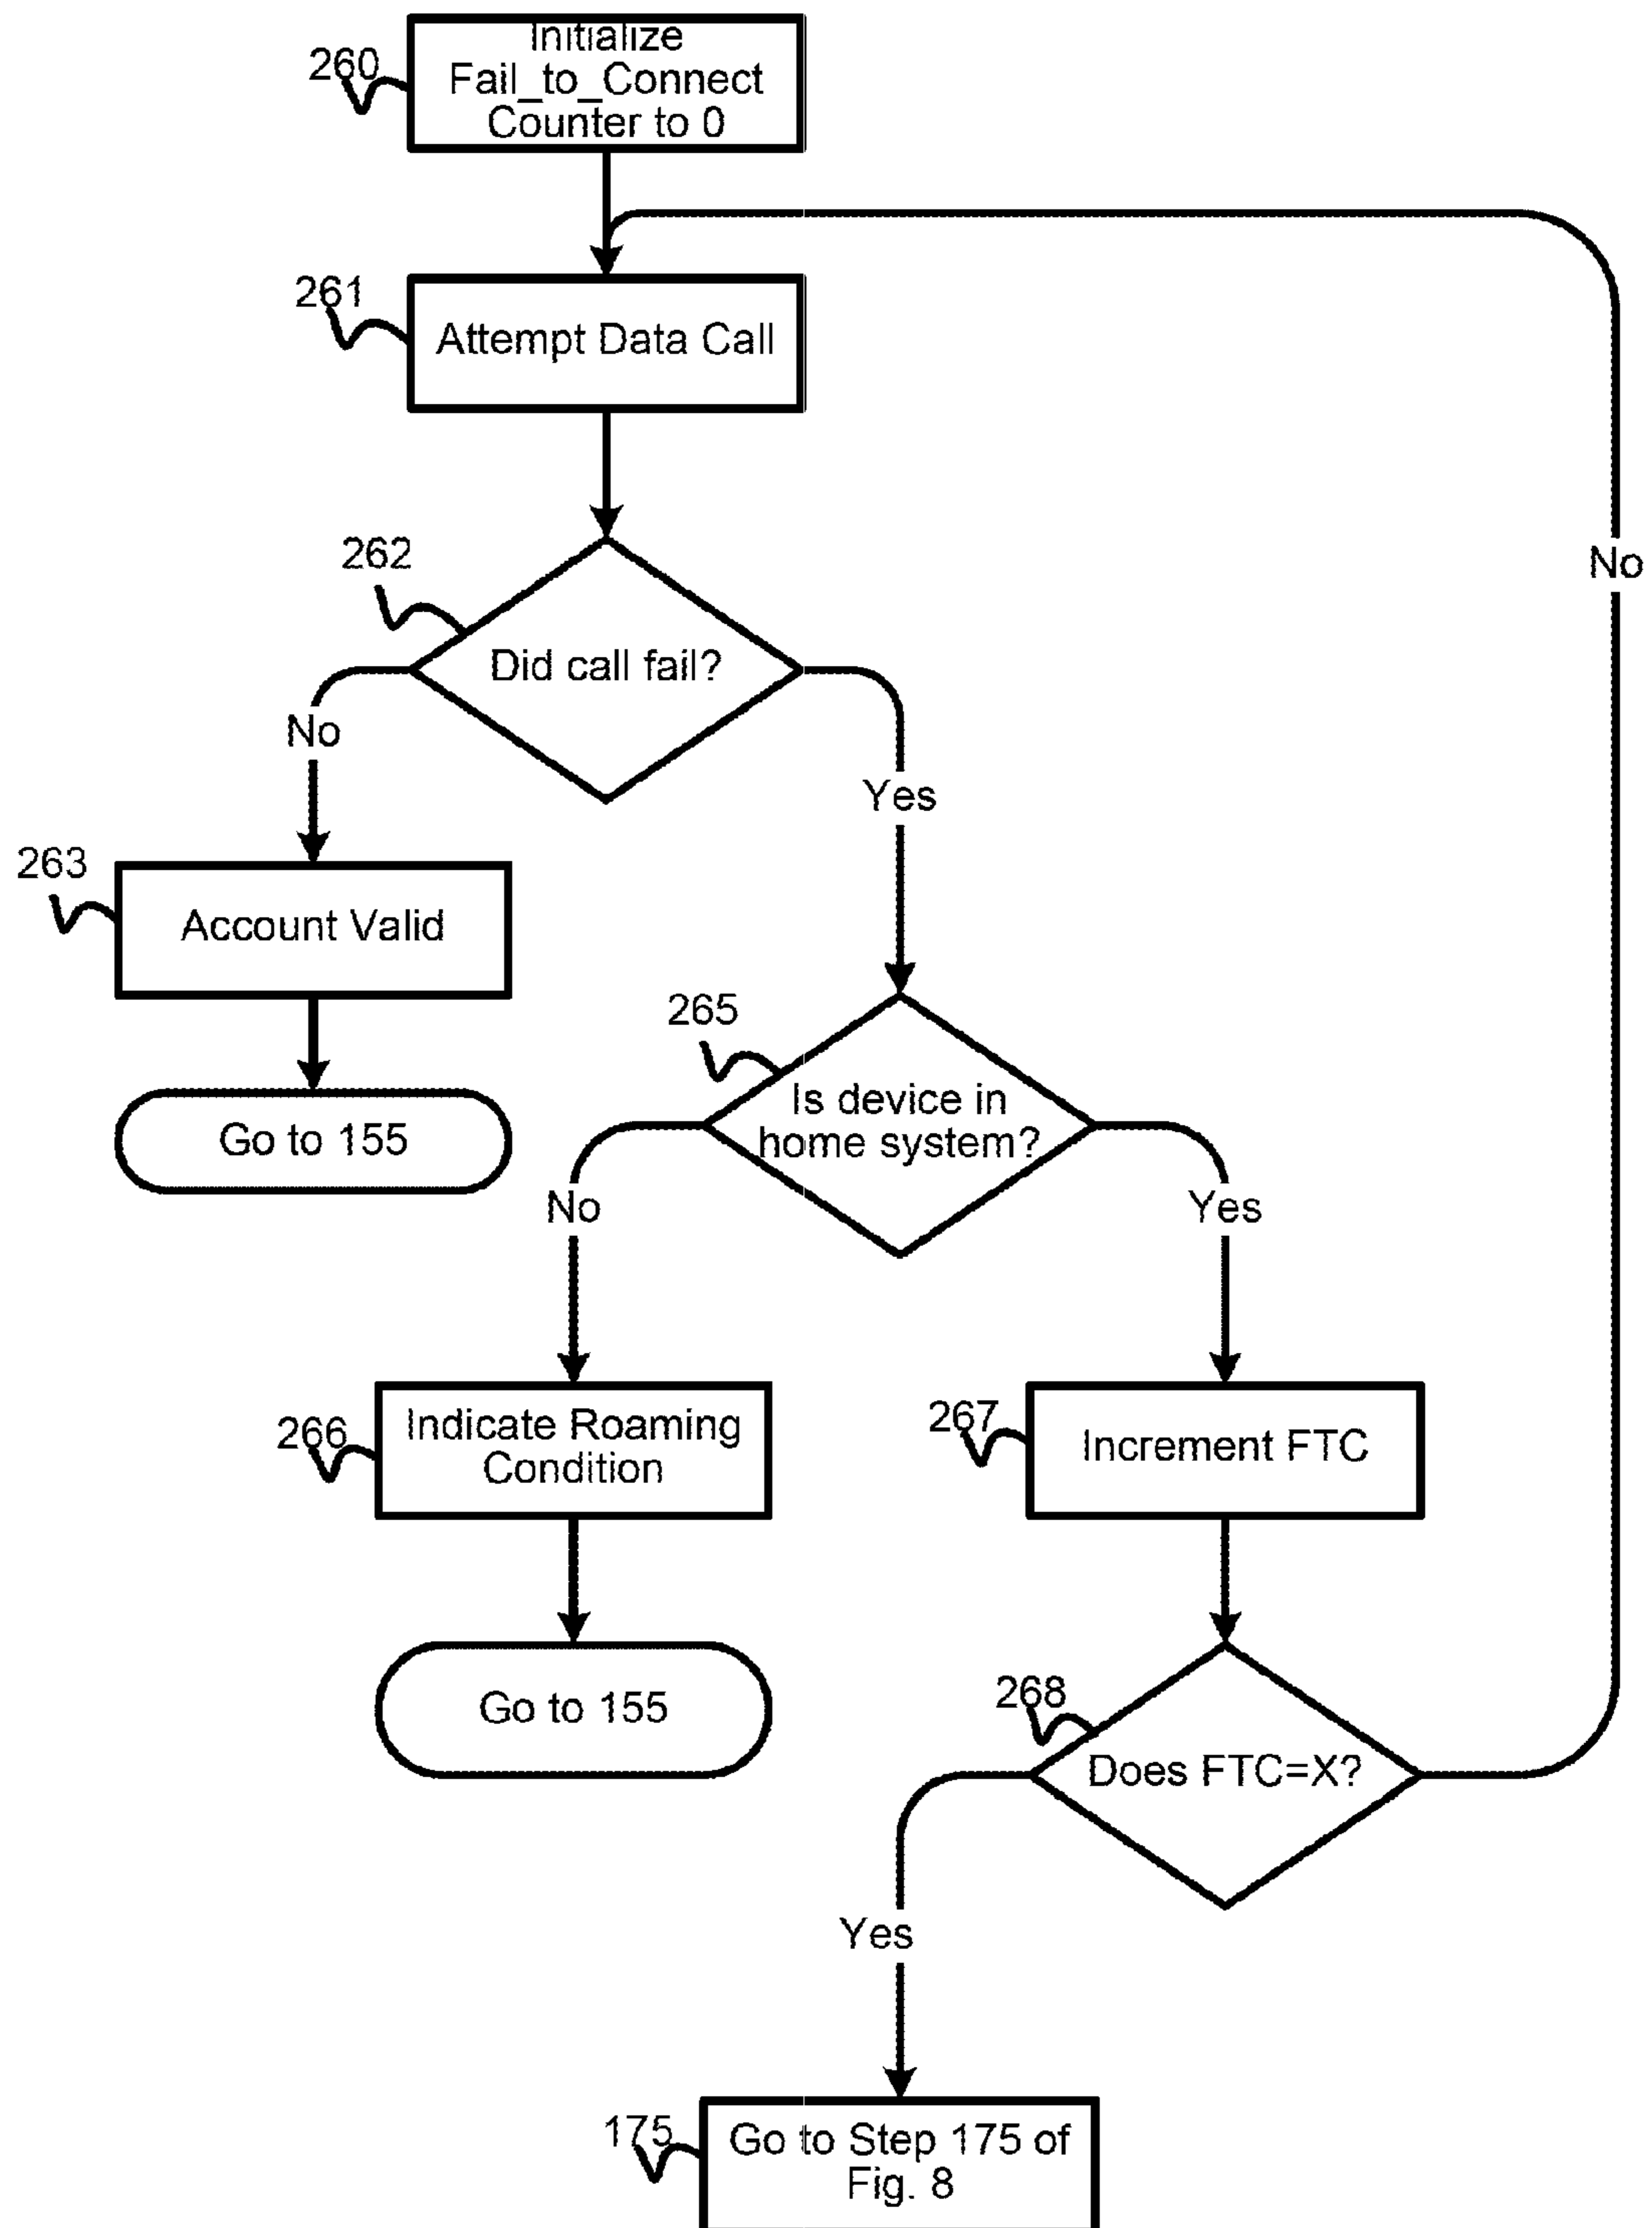 Initialize
Fail_to_Connect
Counter to 0
260
261
Attempt Data Call
262
Did call fail?
No
No
Yes
263
Account Valid
265
Is device in
home system?
Go to 155
No
Yes
266
Indicate Roaming
Condition
267
Increment FTC
268
Go to 155
Does FTC=X?
Yes
175
Go to Step 175 of
Fig. 8